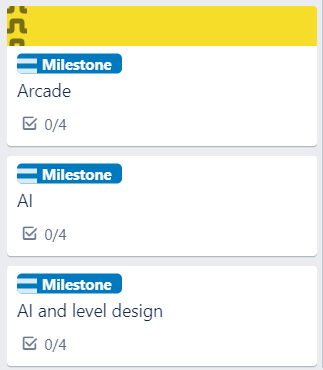 Milestone
Arcade
0/4
Milestone
AI
0/4
Milestone
AI and level design
0/4